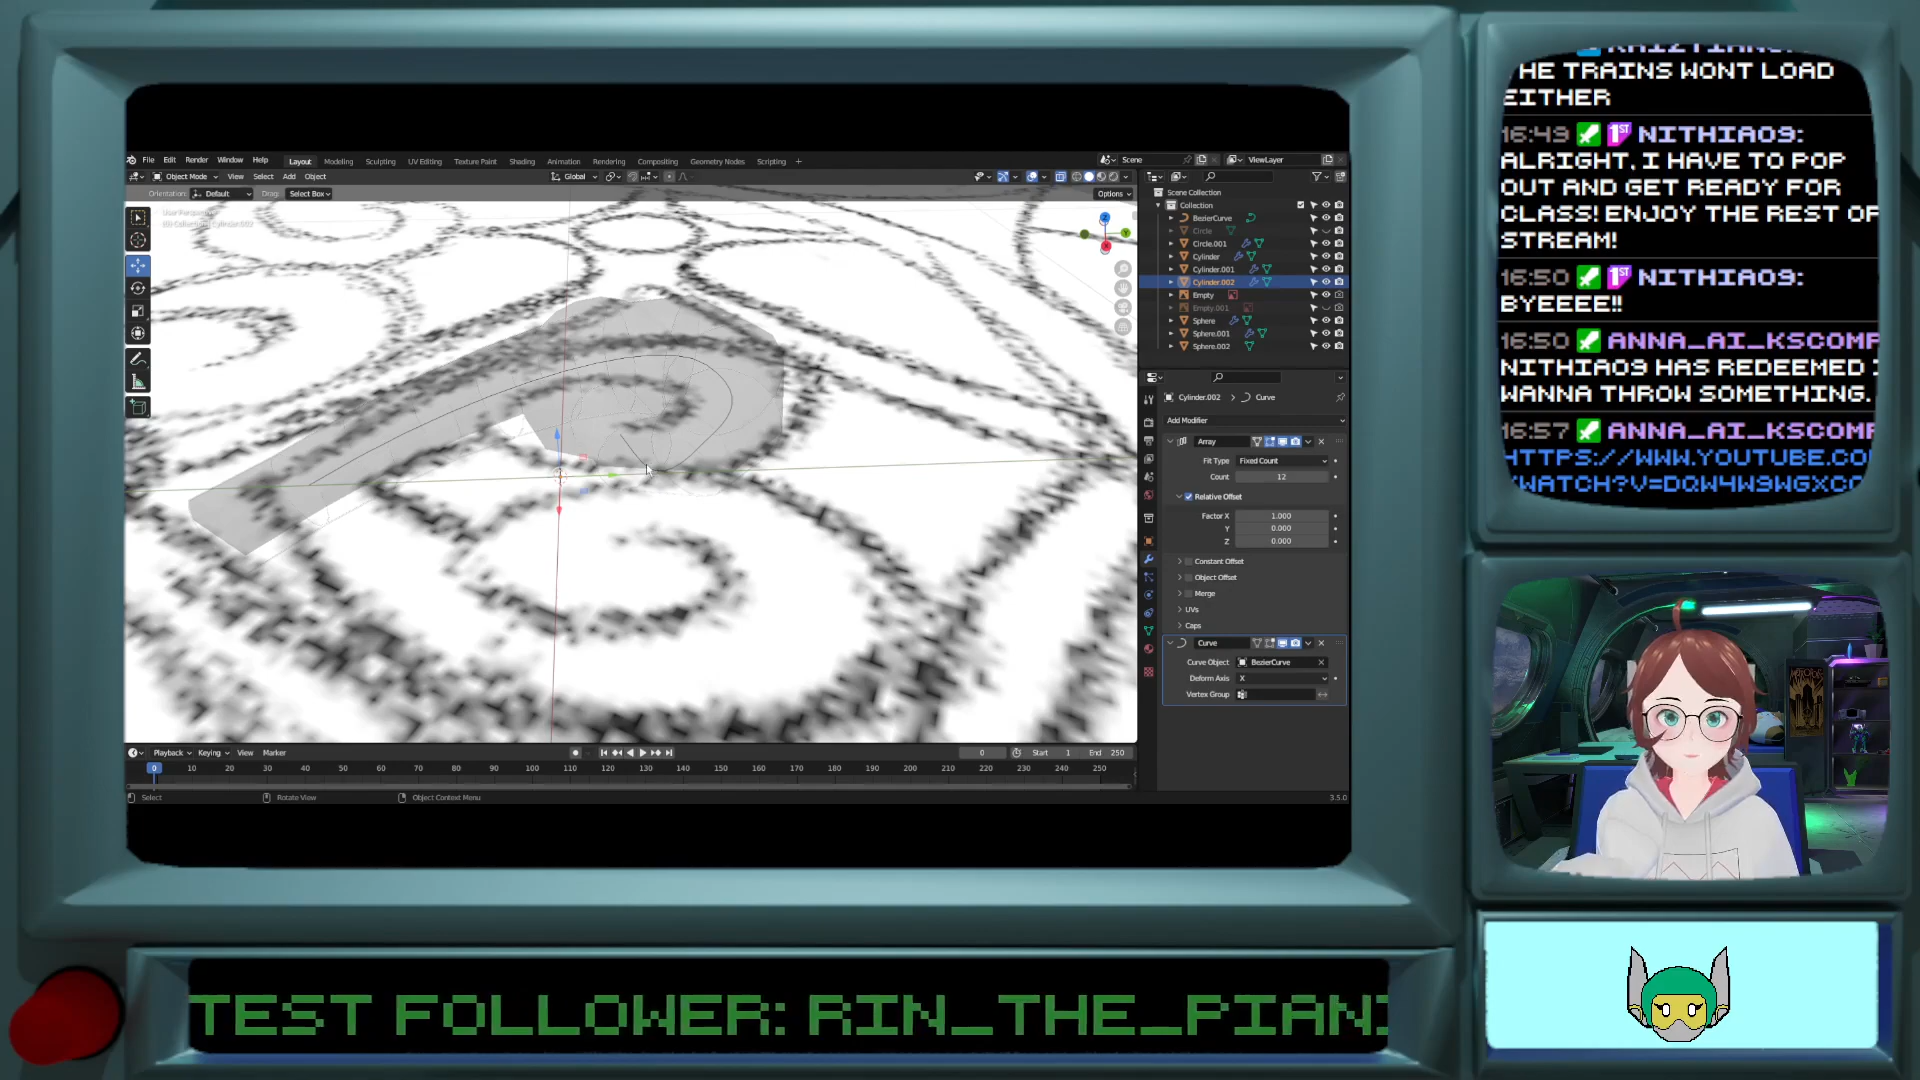 File Edit Render Window Help
Layout Modeling Sculpting UV Editing Texture Paint Shading Animation Rendering Compositing Geometry Nodes Scripting +
Scene
ViewLayer
Object Mode View Select Add Object
Global
Orientation: Default Drag: Select Box
Options
User Perspective
Scene Collection
Collection
BezierCurve
Circle
Circle.001
Cylinder
Cylinder.001
Cylinder.002
Empty
Empty.001
Sphere
Sphere.001
Sphere.002
Cylinder.002 > Curve
Add Modifier
Array
Fit Type Fixed Count
Count 12
Relative Offset
Factor X 1.000
Y 0.000
Z 0.000
Constant Offset
Object Offset
Merge
UVs
Caps
Curve
Curve Object BezierCurve
Deform Axis X
Vertex Group
Playback Keying View Marker
0 Start 1 End 250
0 10 20 30 40 50 60 70 80 90 100 110 120 130 140 150 160 170 180 190 200 210 220 230 240 250
Select Rotate View Object Context Menu
3.5.0
HE TRAINS WONT LOAD
EITHER
16:49 1ST NITHIA09:
ALRIGHT, I HAVE TO POP
OUT AND GET READY FOR
CLASS! ENJOY THE REST OF
STREAM!
16:50 1ST NITHIA09:
BYEEEE!!
16:50 ANNA_AI_KSCOMP
NITHIA09 HAS REDEEMED I
WANNA THROW SOMETHING.
16:57 ANNA_AI_KSCOMP
HTTPS://WWW.YOUTUBE.CO
/WATCH?V=DQW4W9WGXCQ
TEST FOLLOWER: RIN_THE_PIANI